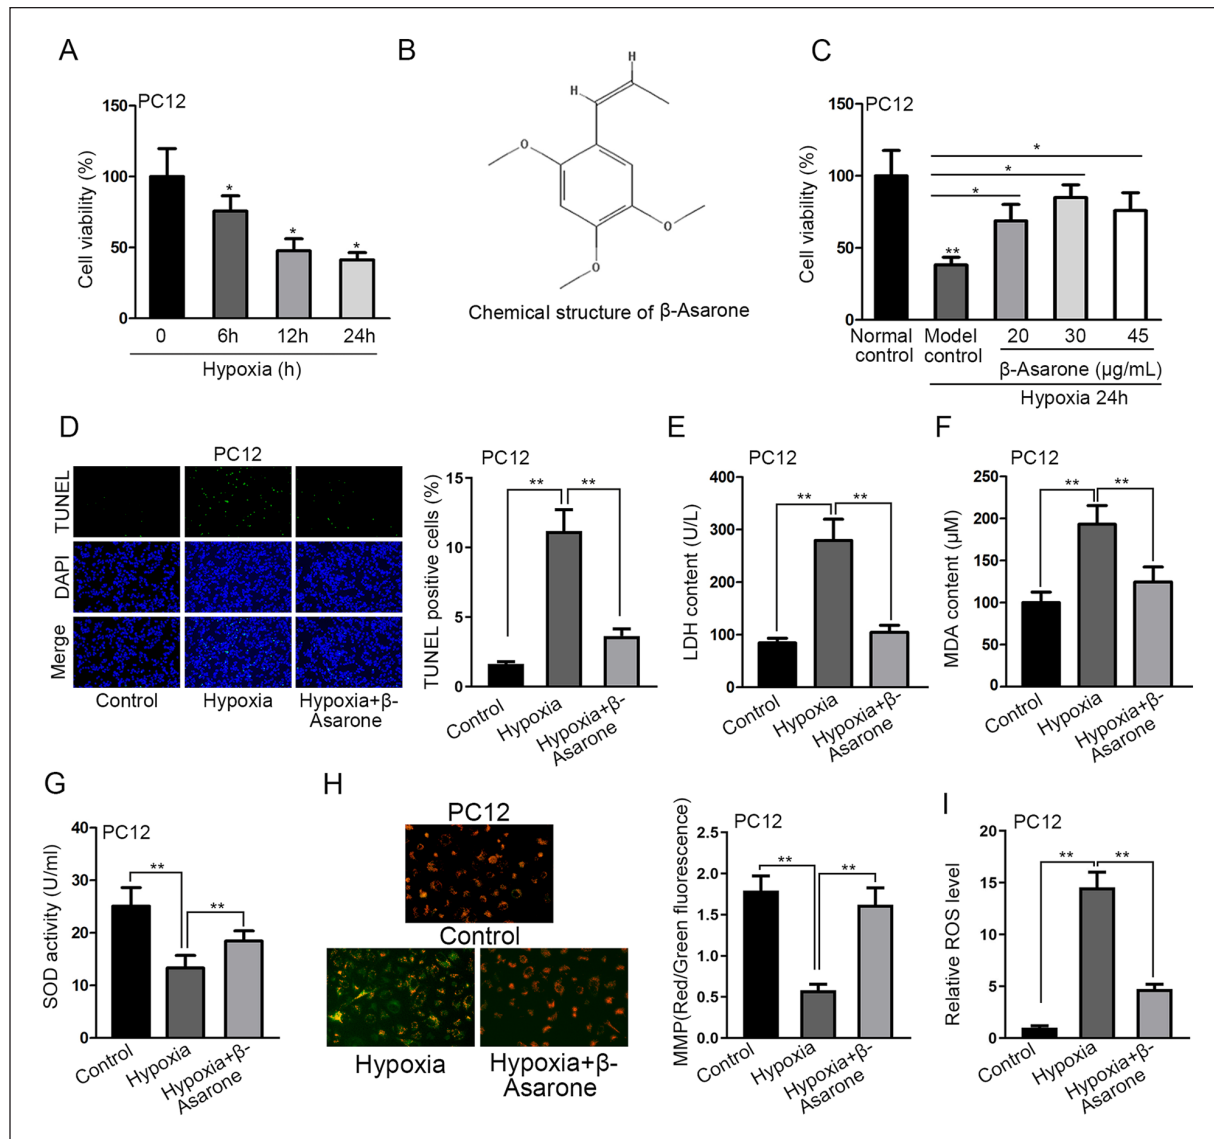 A
PC12
Cell viability (%)
150
100
50
0
0
6h
12h
24h
*
*
*
Hypoxia (h)
B
H
H
O
O
O
Chemical structure of β-Asarone
C
PC12
Cell viability (%)
150
100
50
0
*
*
*
**
Normal
control
Model
control
20
30
45
β-Asarone (μg/mL)
Hypoxia 24h
D
PC12
TUNEL
DAPI
Merge
Control
Hypoxia
Hypoxia+β-
Asarone
PC12
TUNEL positive cells (%)
15
10
5
0
**
**
Control
Hypoxia
Hypoxia+β-
Asarone
E
PC12
LDH content (U/L)
400
300
200
100
0
**
**
Control
Hypoxia
Hypoxia+β-
Asarone
F
PC12
MDA content (μM)
250
200
150
100
50
0
**
**
Control
Hypoxia
Hypoxia+β-
Asarone
G
PC12
SOD activity (U/ml)
40
30
20
10
0
**
**
Control
Hypoxia
Hypoxia+β-
Asarone
H
PC12
Control
Hypoxia
Hypoxia+β-
Asarone
PC12
MMP(Red/Green fluorescence)
2.5
2.0
1.5
1.0
0.5
0.0
**
**
Control
Hypoxia
Hypoxia+β-
Asarone
I
PC12
Relative ROS level
20
15
10
5
0
**
**
Control
Hypoxia
Hypoxia+β-
Asarone